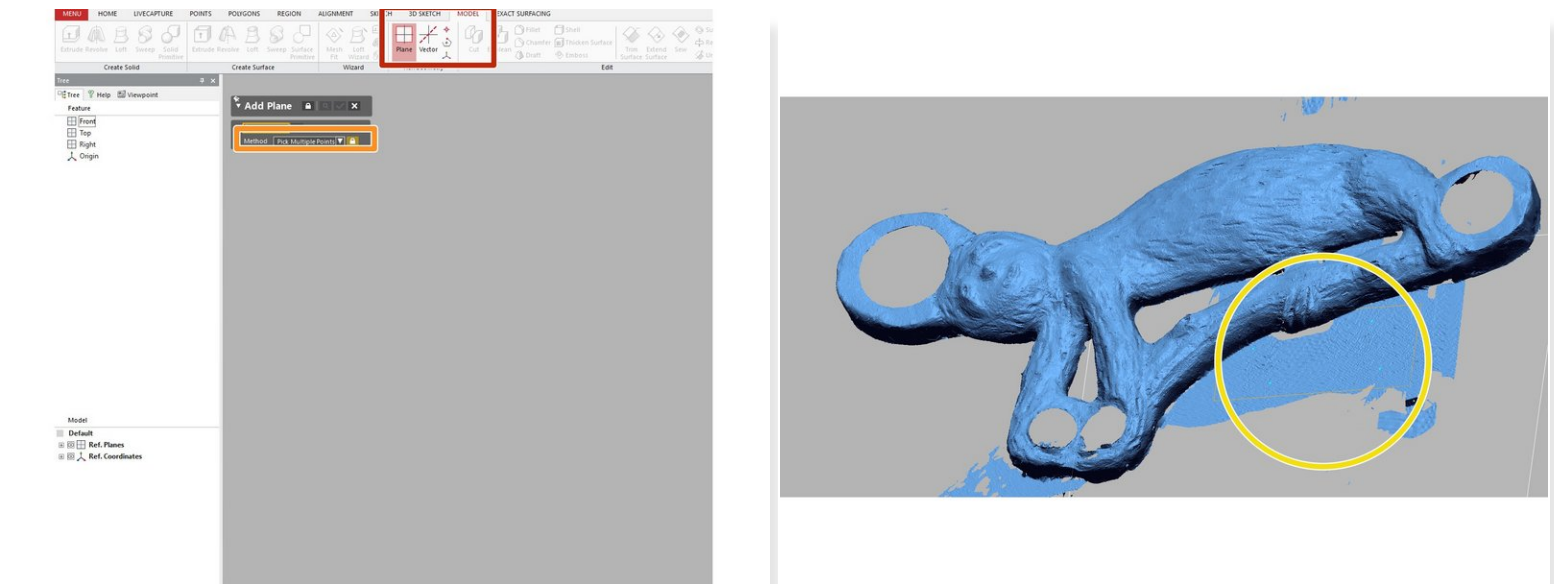 MENU HOME LIVECAPTURE POINTS POLYGONS REGION ALIGNMENT 3D SKETCH MODEL EXACT SURFACING
Extrude Revolve Loft Sweep Solid Primitive
Extrude Revolve Loft Sweep Surface Primitive
Mesh Fit
Loft Wizard
Plane Vector
Cut
Fillet Shell
Chamfer Thicken Surface
Draft Emboss
Trim Surface
Extend Surface
Sew
Create Solid Create Surface Wizard Edit
Tree
Tree Help Viewpoint
Feature
Front
Top
Right
Origin
Add Plane
Method Pick Multiple Points
Model
Default
Ref. Planes
Ref. Coordinates